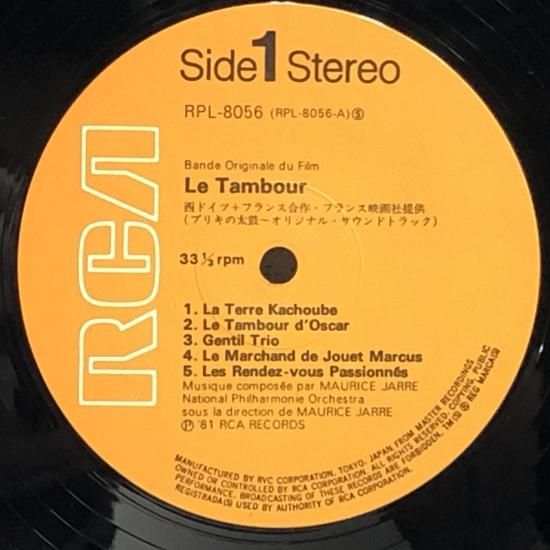 Side 1 Stereo
RPL-8056 (RPL-8056-A) Ⓢ
Bande Originale du Film
Le Tambour
西ドイツ+フランス合作・フランス映画社提供
(ブリキの太鼓~オリジナル・サウンドトラック)
33 1/3 rpm
1. La Terre Kachoube
2. Le Tambour d'Oscar
3. Gentil Trio
4. Le Marchand de Jouet Marcus
5. Les Rendez-vous Passionnés
Musique composée par MAURICE JARRE
National Philharmonie Orchestra
sous la direction de MAURICE JARRE
Ⓟ '81 RCA RECORDS
RCA
MANUFACTURED BY RVC CORPORATION, TOKYO, JAPAN FROM MASTER RECORDINGS
OWNED OR CONTROLLED BY RCA CORPORATION. ALL RIGHTS RESERVED, COPYING, PUBLIC
PERFORMANCE, BROADCASTING OF THESE RECORDS ARE FORBIDDEN. TM(S) ® REG MARCA(S)
REGISTRADA(S) USED BY AUTHORITY OF RCA CORPORATION.